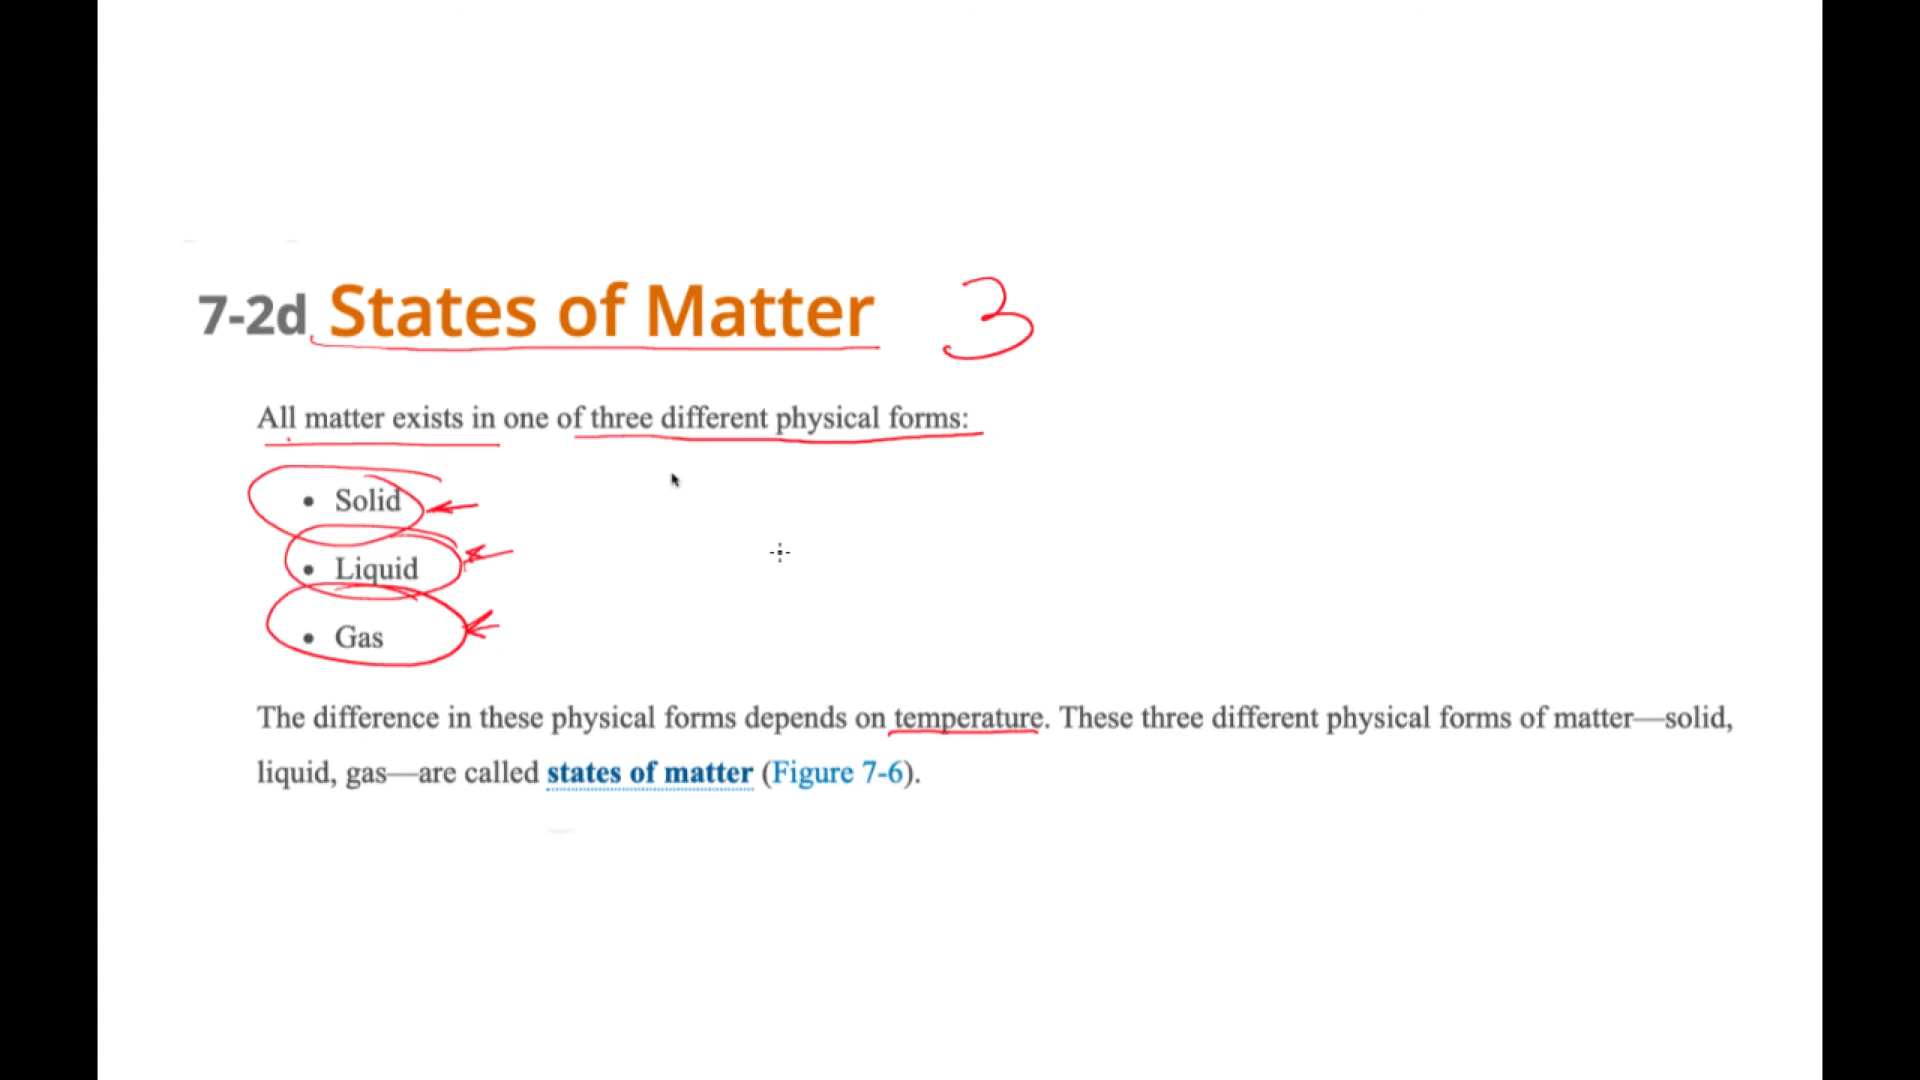 7-2d States of Matter 3
All matter exists in one of three different physical forms:
• Solid
• Liquid
• Gas
The difference in these physical forms depends on temperature. These three different physical forms of matter—solid,
liquid, gas—are called states of matter (Figure 7-6).